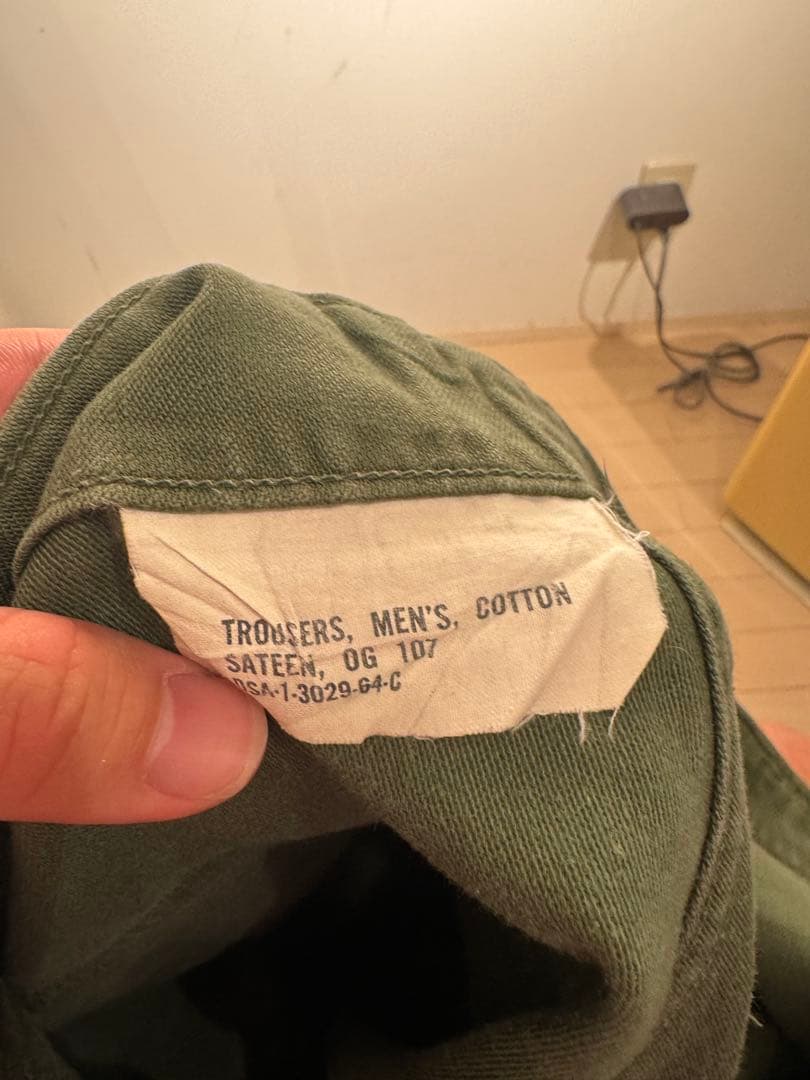 TROUSERS, MEN'S, COTTON
SATEEN, OG 107
DSA-1-3029-64-C